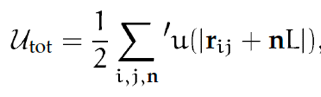 𝒰_tot = 1/2 ∑′_{i,j,n} u(|r_ij + nL|),